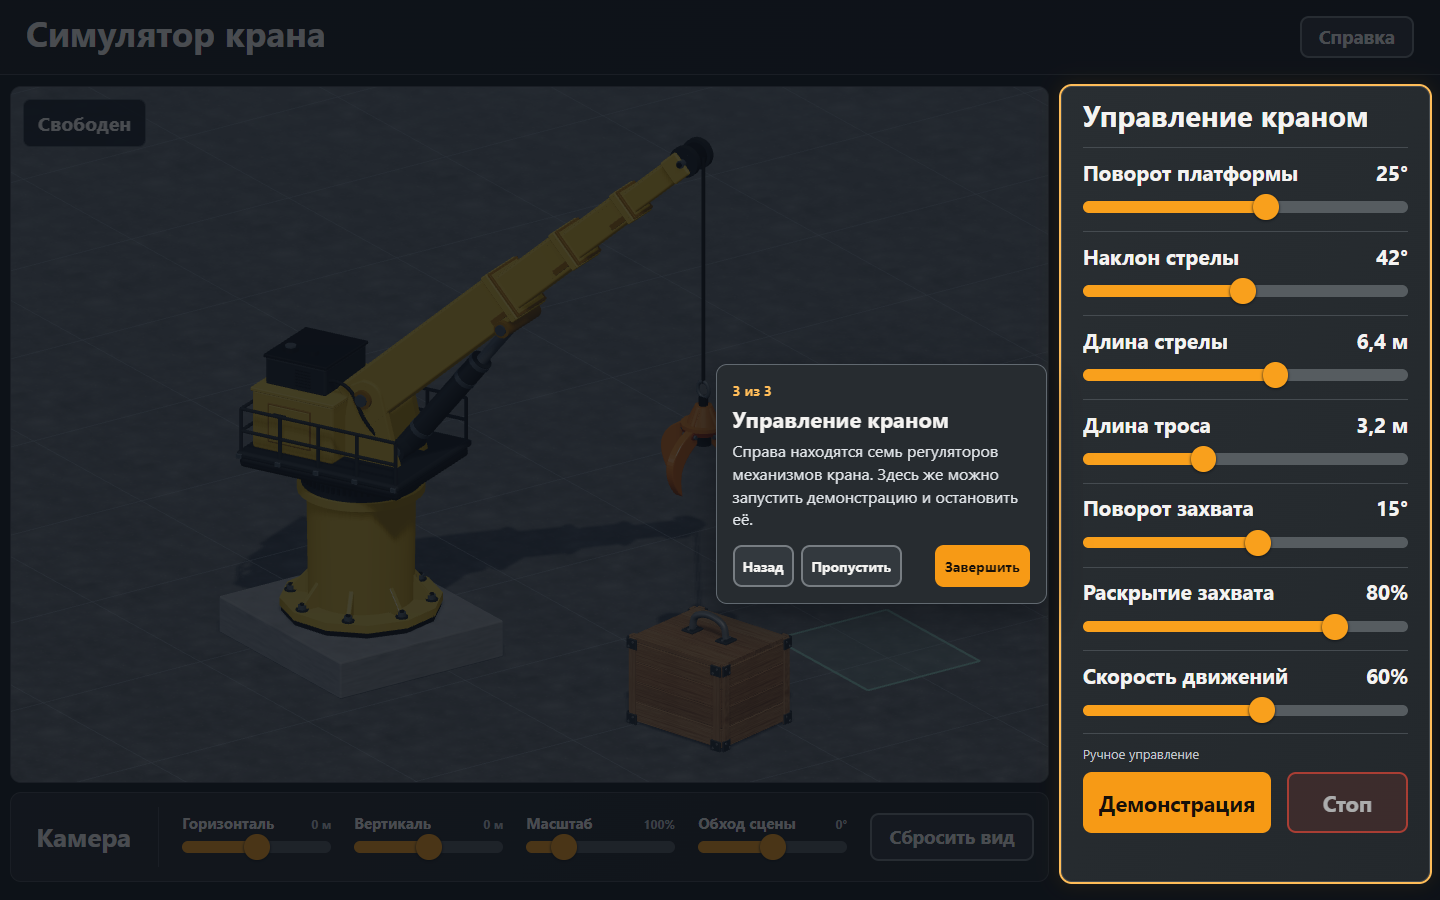 Симулятор крана
Справка
Свободен
3 из 3
Управление краном
Справа находятся семь регуляторов
механизмов крана. Здесь же можно
запустить демонстрацию и остановить
её.
Назад
Пропустить
Завершить
Управление краном
Поворот платформы 25°
Наклон стрелы 42°
Длина стрелы 6,4 м
Длина троса 3,2 м
Поворот захвата 15°
Раскрытие захвата 80%
Скорость движений 60%
Ручное управление
Демонстрация
Стоп
Камера
Горизонталь 0 м
Вертикаль 0 м
Масштаб 100%
Обход сцены 0°
Сбросить вид